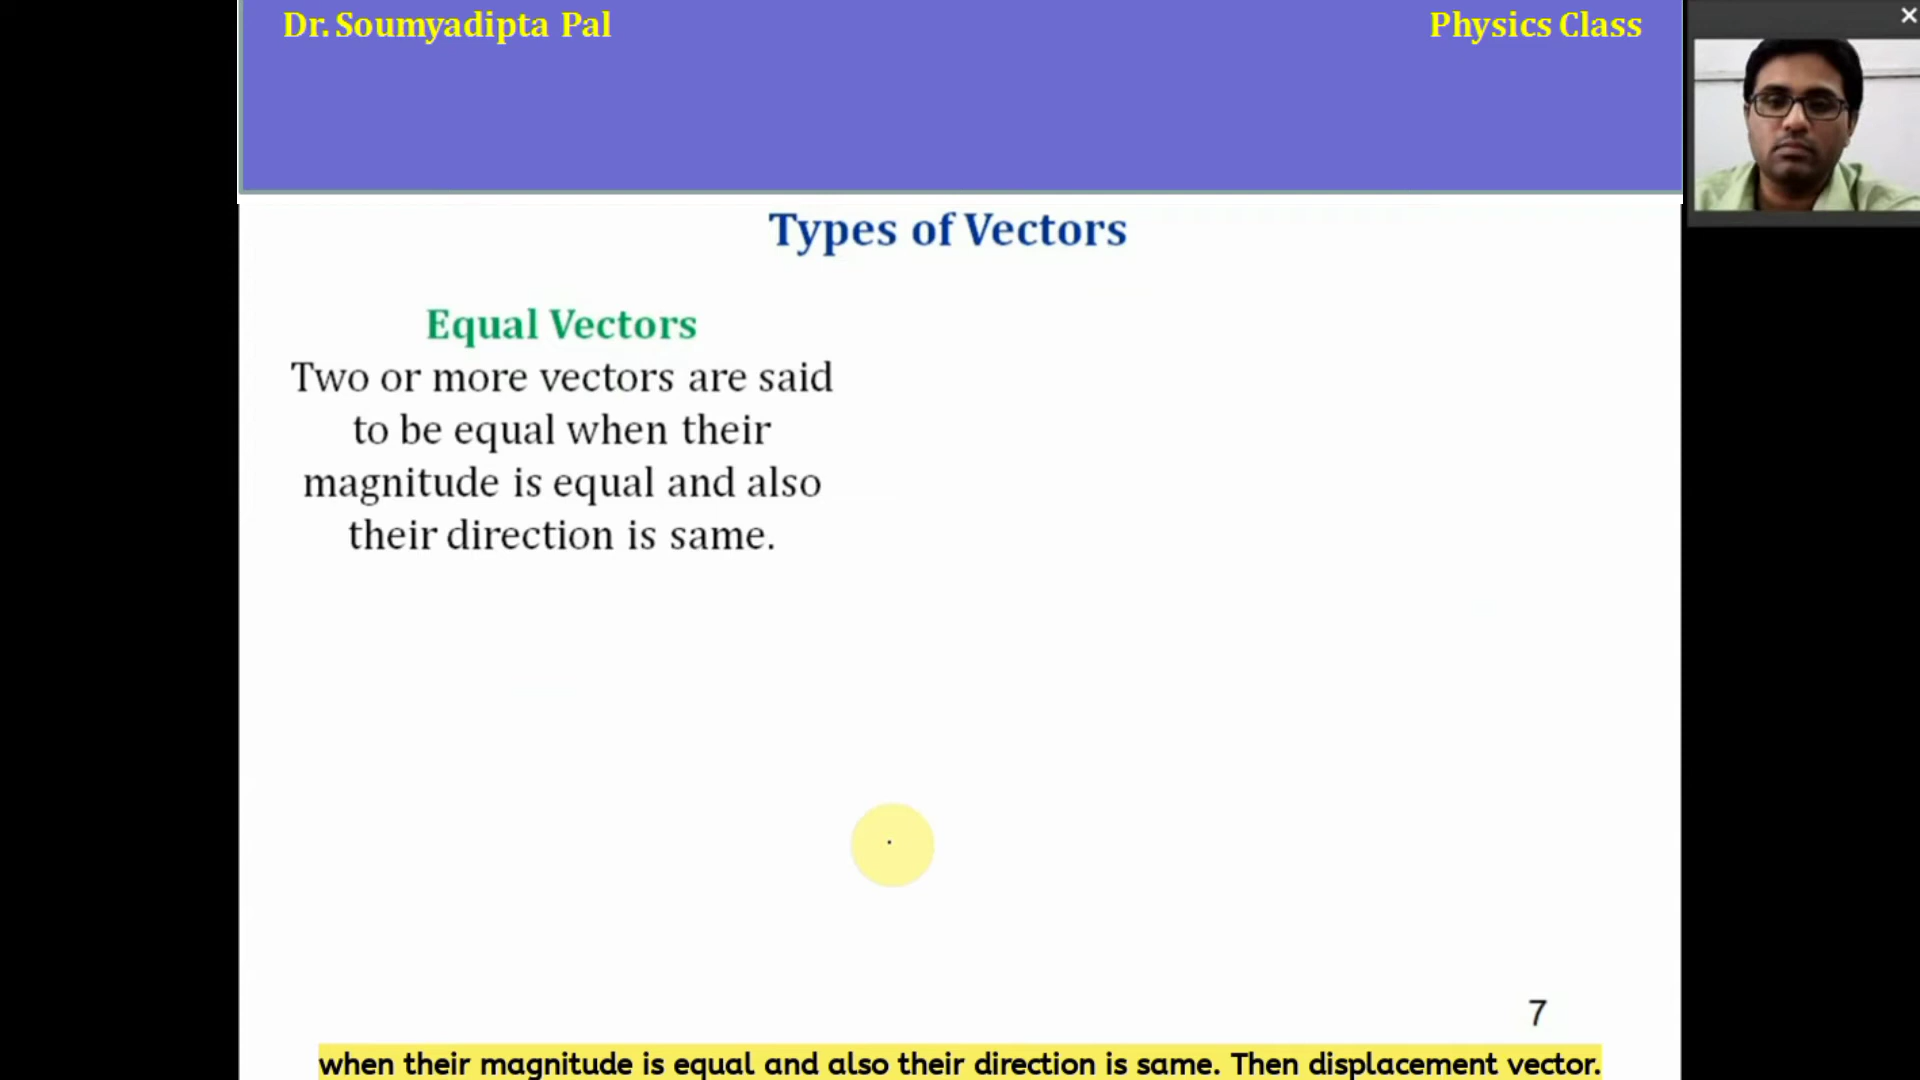 Dr. Soumyadipta Pal
Physics Class
Types of Vectors
Equal Vectors
Two or more vectors are said
to be equal when their
magnitude is equal and also
their direction is same.
7
when their magnitude is equal and also their direction is same. Then displacement vector.